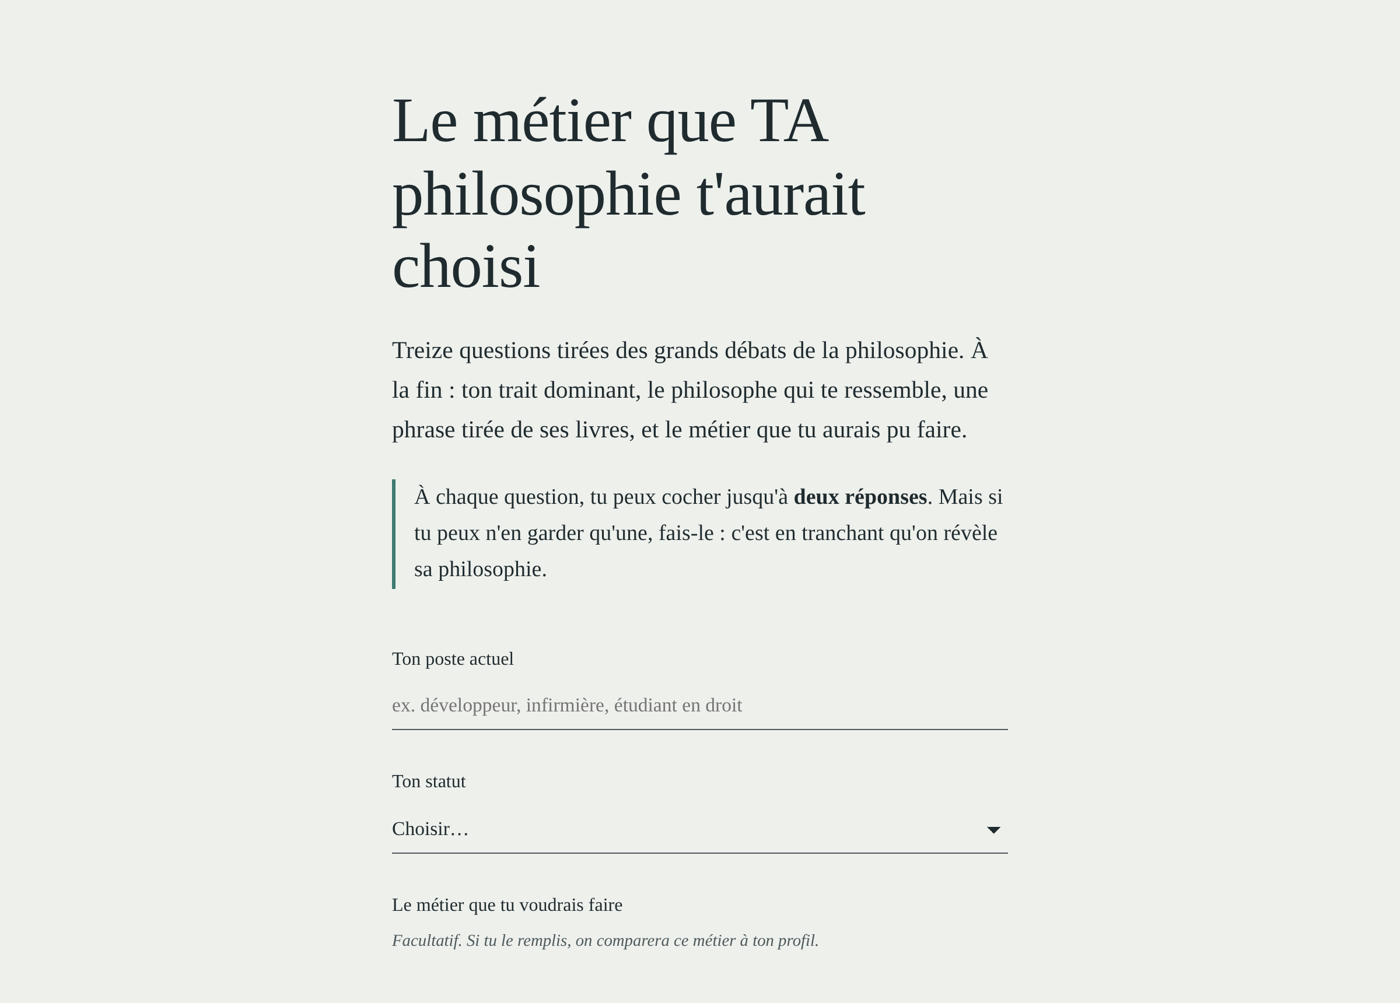 Le métier que TA
philosophie t'aurait
choisi
Treize questions tirées des grands débats de la philosophie. À
la fin : ton trait dominant, le philosophe qui te ressemble, une
phrase tirée de ses livres, et le métier que tu aurais pu faire.
À chaque question, tu peux cocher jusqu'à deux réponses. Mais si
tu peux n'en garder qu'une, fais-le : c'est en tranchant qu'on révèle
sa philosophie.
Ton poste actuel
ex. développeur, infirmière, étudiant en droit
Ton statut
Choisir…
Le métier que tu voudrais faire
Facultatif. Si tu le remplis, on comparera ce métier à ton profil.